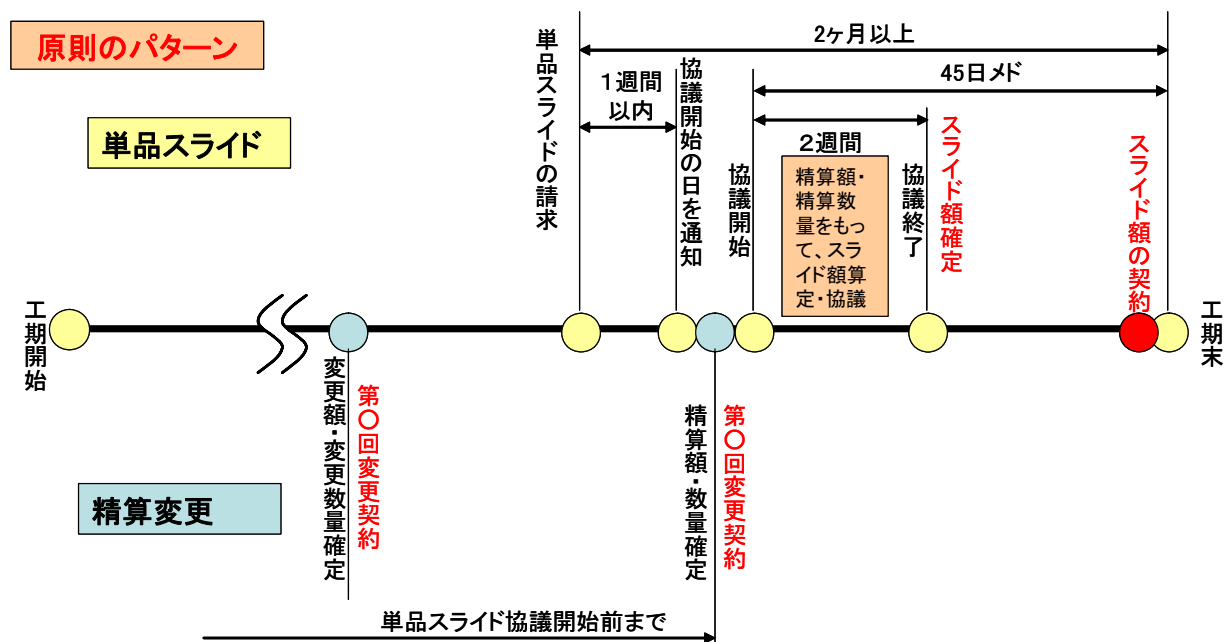 原則のパターン
単品スライド
単品スライドの請求
2ヶ月以上
1週間
以内
協議開始の日を通知
45日メド
協議開始
2週間
精算額・
精算数
量をもっ
て、スラ
イド額算
定・協議
協議終了
スライド額確定
スライド額の契約
工期開始
工期末
変更額・変更数量確定
第〇回変更契約
精算額・数量確定
第〇回変更契約
精算変更
単品スライド協議開始前まで